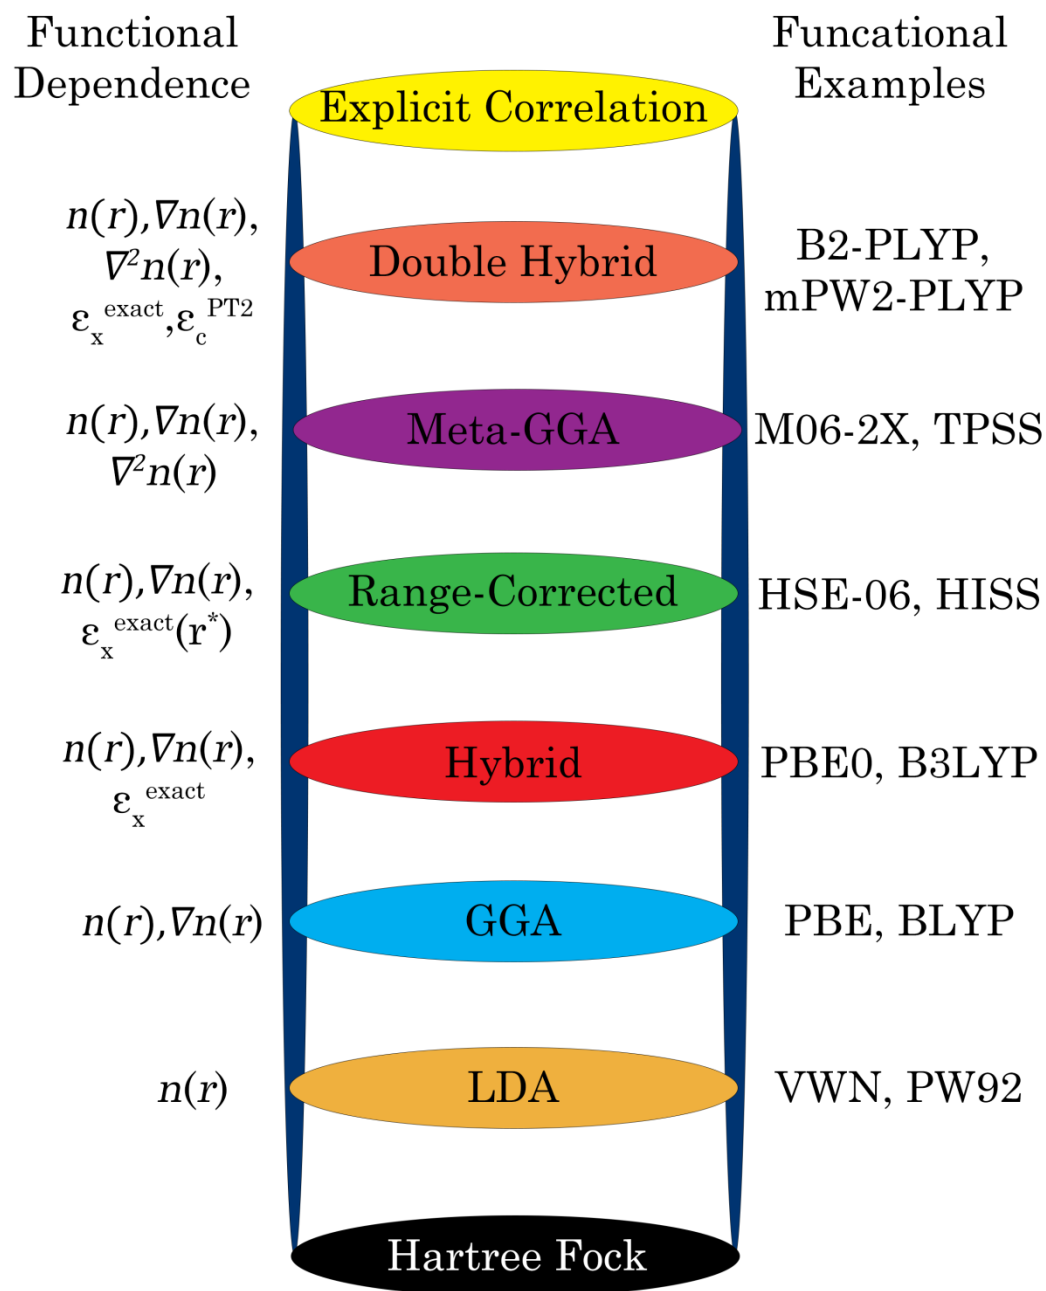 Functional
Dependence
Funcational
Examples
Explicit Correlation
n(r),∇n(r),
∇²n(r),
εₓ^exact,ε_c^PT2
Double Hybrid
B2-PLYP,
mPW2-PLYP
n(r),∇n(r),
∇²n(r)
Meta-GGA
M06-2X, TPSS
n(r),∇n(r),
εₓ^exact(r*)
Range-Corrected
HSE-06, HISS
n(r),∇n(r),
εₓ^exact
Hybrid
PBE0, B3LYP
n(r),∇n(r)
GGA
PBE, BLYP
n(r)
LDA
VWN, PW92
Hartree Fock